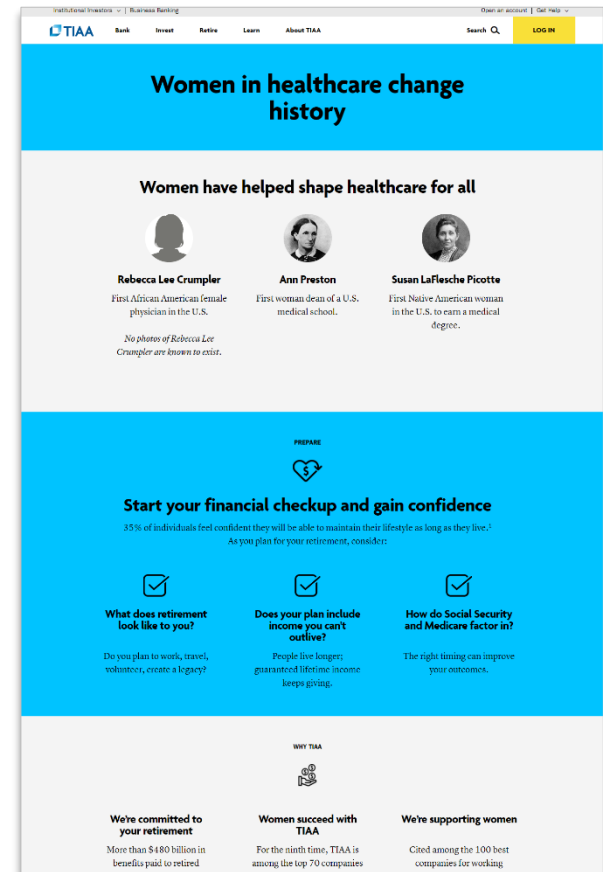 Institutional Investors | Business Banking
Open an account | Get Help
TIAA
Bank Invest Retire Learn About TIAA
Search
LOG IN
Women in healthcare change
history
Women have helped shape healthcare for all
Rebecca Lee Crumpler
First African American female
physician in the U.S.
No photos of Rebecca Lee
Crumpler are known to exist.
Ann Preston
First woman dean of a U.S.
medical school.
Susan LaFlesche Picotte
First Native American woman
in the U.S. to earn a medical
degree.
PREPARE
$
Start your financial checkup and gain confidence
35% of individuals feel confident they will be able to maintain their lifestyle as long as they live.¹
As you plan for your retirement, consider:
What does retirement
look like to you?
Do you plan to work, travel,
volunteer, create a legacy?
Does your plan include
income you can't
outlive?
People live longer;
guaranteed lifetime income
keeps giving.
How do Social Security
and Medicare factor in?
The right timing can improve
your outcomes.
WHY TIAA
We're committed to
your retirement
More than $480 billion in
benefits paid to retired
Women succeed with
TIAA
For the ninth time, TIAA is
among the top 70 companies
We're supporting women
Cited among the 100 best
companies for working